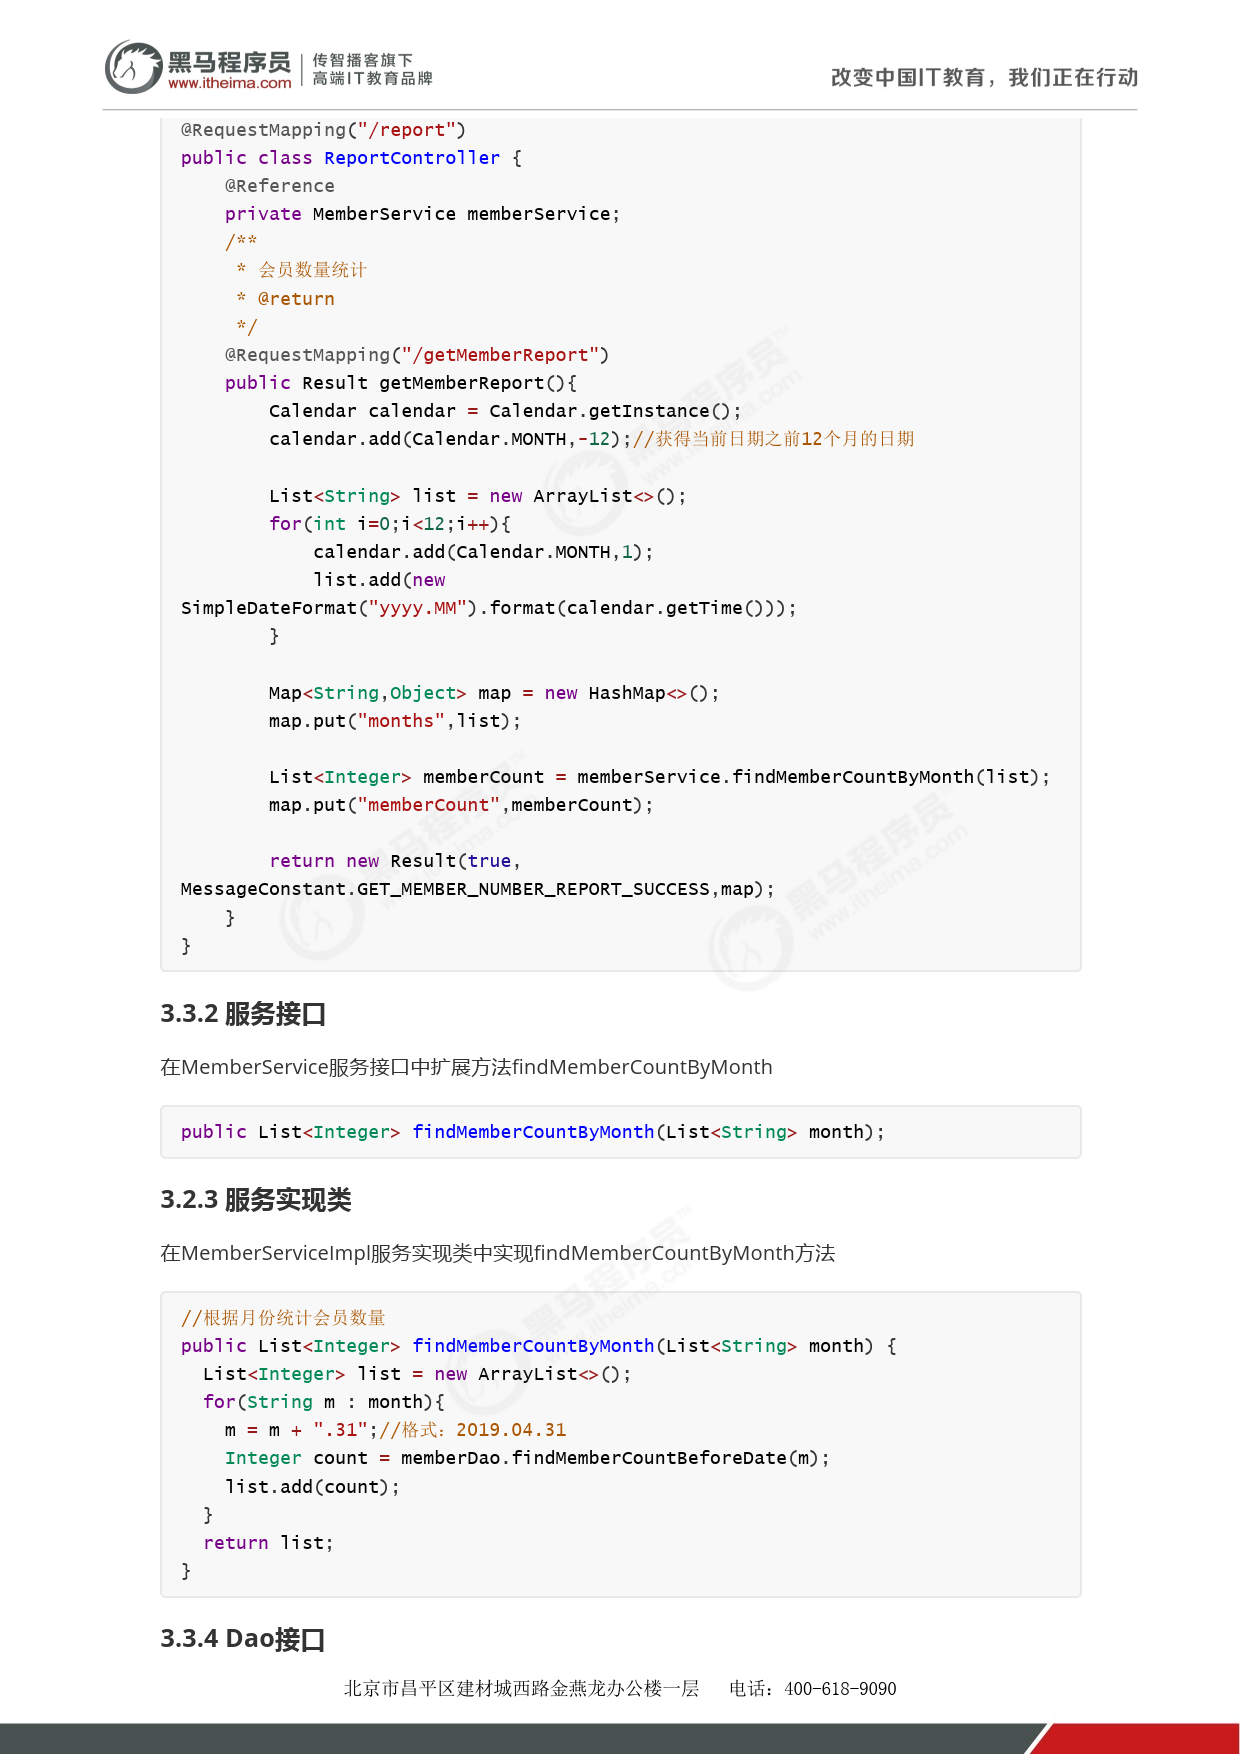 黑马程序员 传智播客旗下
www.itheima.com 高端IT教育品牌
改变中国IT教育，我们正在行动
@RequestMapping("/report")
public class ReportController {
    @Reference
    private MemberService memberService;
    /**
     * 会员数量统计
     * @return
     */
    @RequestMapping("/getMemberReport")
    public Result getMemberReport(){
        Calendar calendar = Calendar.getInstance();
        calendar.add(Calendar.MONTH,-12);//获得当前日期之前12个月的日期

        List<String> list = new ArrayList<>();
        for(int i=0;i<12;i++){
            calendar.add(Calendar.MONTH,1);
            list.add(new
SimpleDateFormat("yyyy.MM").format(calendar.getTime()));
        }

        Map<String,Object> map = new HashMap<>();
        map.put("months",list);

        List<Integer> memberCount = memberService.findMemberCountByMonth(list);
        map.put("memberCount",memberCount);

        return new Result(true,
MessageConstant.GET_MEMBER_NUMBER_REPORT_SUCCESS,map);
    }
}
3.3.2 服务接口
在MemberService服务接口中扩展方法findMemberCountByMonth
public List<Integer> findMemberCountByMonth(List<String> month);
3.2.3 服务实现类
在MemberServiceImpl服务实现类中实现findMemberCountByMonth方法
//根据月份统计会员数量
public List<Integer> findMemberCountByMonth(List<String> month) {
  List<Integer> list = new ArrayList<>();
  for(String m : month){
    m = m + ".31";//格式：2019.04.31
    Integer count = memberDao.findMemberCountBeforeDate(m);
    list.add(count);
  }
  return list;
}
3.3.4 Dao接口
北京市昌平区建材城西路金燕龙办公楼一层 电话：400-618-9090